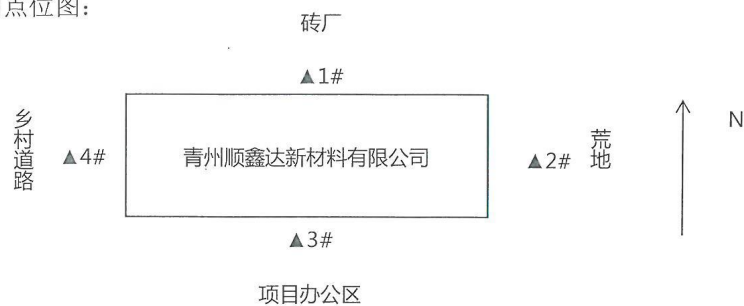 点位图：
砖厂
▲1#
乡村道路
▲4#
青州顺鑫达新材料有限公司
▲2#
荒地
N
▲3#
项目办公区